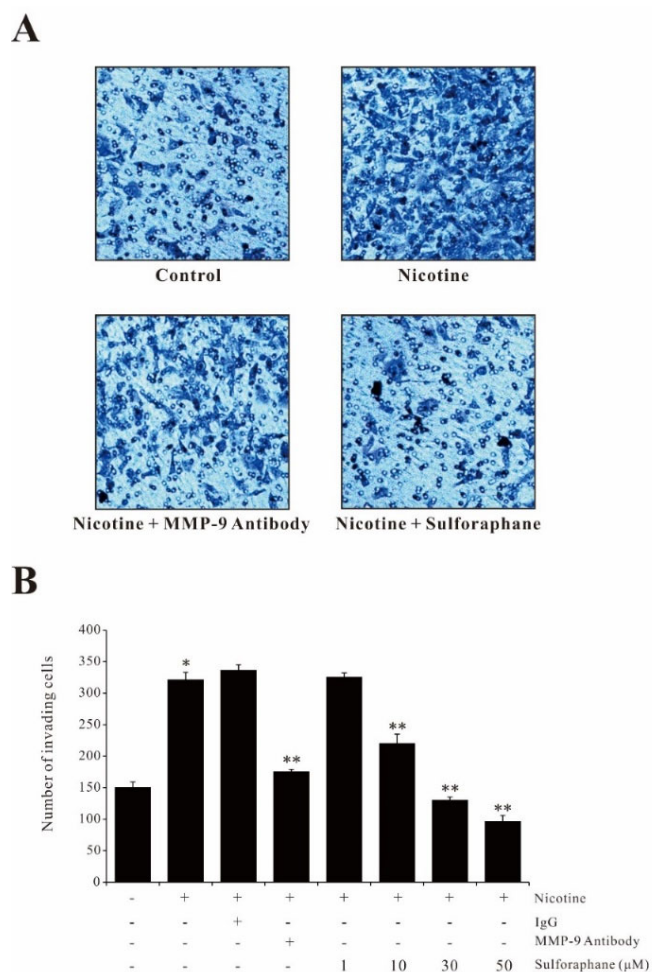 A
Control Nicotine
Nicotine + MMP-9 Antibody Nicotine + Sulforaphane
B
Number of invading cells
400
350
300
250
200
150
100
50
0
*
**
**
**
**
- + + + + + + + Nicotine
- - + - - - - - IgG
- - - + - - - - MMP-9 Antibody
- - - - 1 10 30 50 Sulforaphane (μM)